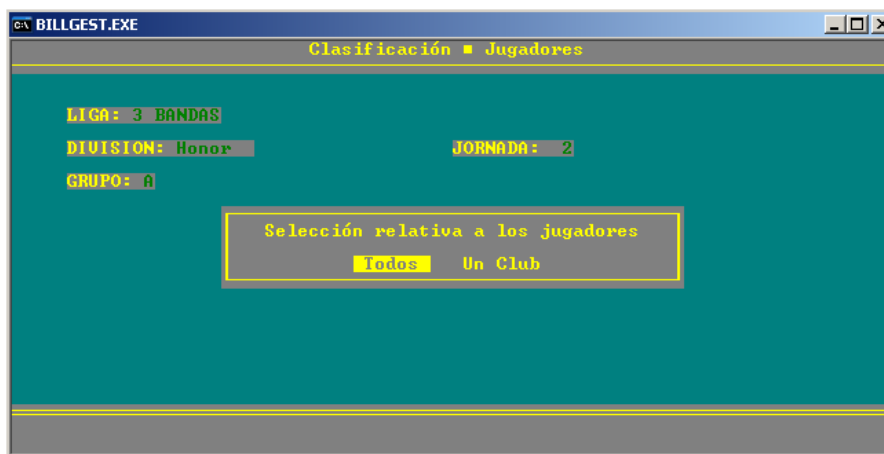 BILLGEST.EXE
Clasificación ■ Jugadores
LIGA: 3 BANDAS
DIVISION: Honor JORNADA: 2
GRUPO: A
Selección relativa a los jugadores
Todos Un Club